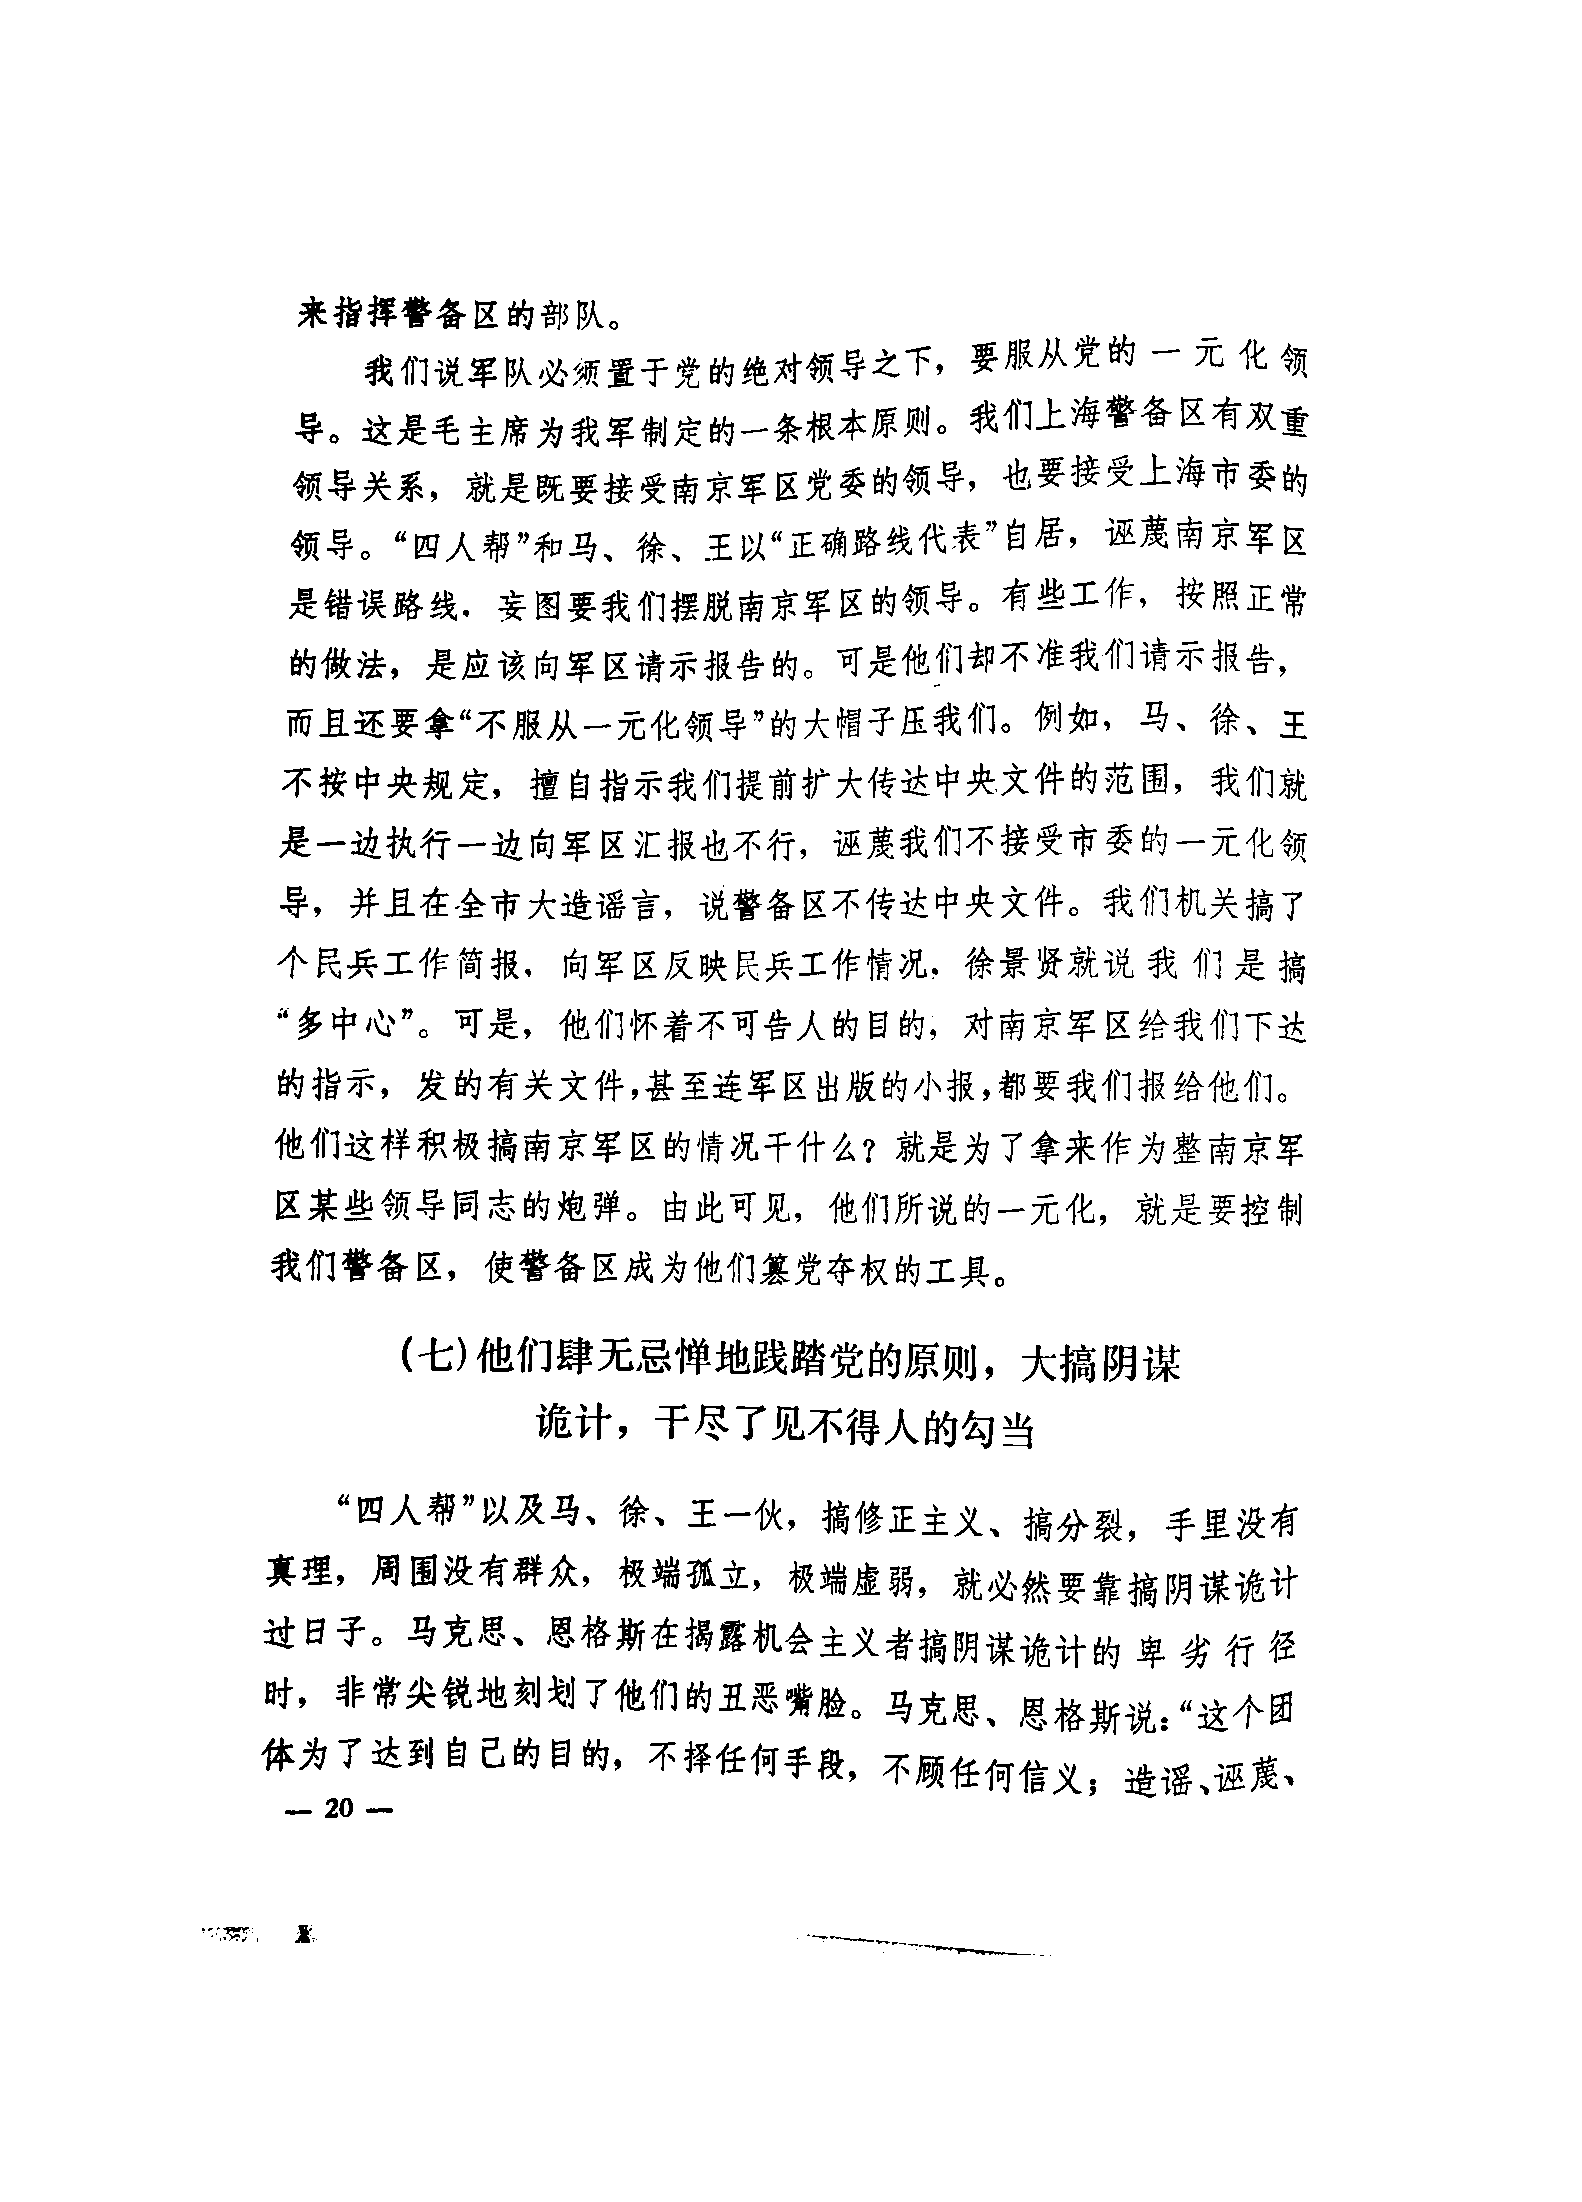 来指挥警备区的部队。
我们说军队必须置于党的绝对领导之下，要服从党的一元化领
导。这是毛主席为我军制定的一条根本原则。我们上海警备区有双重
领导关系，就是既要接受南京军区党委的领导，也要接受上海市委的
领导。“四人帮”和马、徐、王以“正确路线代表”自居，诬蔑南京军区
是错误路线．妄图要我们摆脱南京军区的领导。有些工作，按照正常
的做法，是应该向军区请示报告的。可是他们却不准我们请示报告，
而且还要拿“不服从一元化领导”的大帽子压我们。例如，马、徐、王
不按中央规定，擅自指示我们提前扩大传达中央文件的范围，我们就
是一边执行一边向军区汇报也不行，诬蔑我们不接受市委的一元化领
导，并且在全市大造谣言，说警备区不传达中央文件。我们机关搞了
个民兵工作简报，向军区反映民兵工作情况，徐景贤就说我们是搞
“多中心”。可是，他们怀着不可告人的目的，对南京军区给我们下达
的指示，发的有关文件，甚至连军区出版的小报，都要我们报给他们。
他们这样积极搞南京军区的情况干什么？就是为了拿来作为整南京军
区某些领导同志的炮弹。由此可见，他们所说的一元化，就是要控制
我们警备区，使警备区成为他们篡党夺权的工具。
(七)他们肆无忌惮地践踏党的原则，大搞阴谋
诡计，干尽了见不得人的勾当
“四人帮”以及马、徐、王一伙，搞修正主义、搞分裂，手里没有
真理，周围没有群众，极端孤立，极端虚弱，就必然要靠搞阴谋诡计
过日子。马克思、恩格斯在揭露机会主义者搞阴谋诡计的卑劣行径
时，非常尖锐地刻划了他们的丑恶嘴脸。马克思、恩格斯说：“这个团
体为了达到自己的目的，不择任何手段，不顾任何信义；造谣、诬蔑、
— 20 —